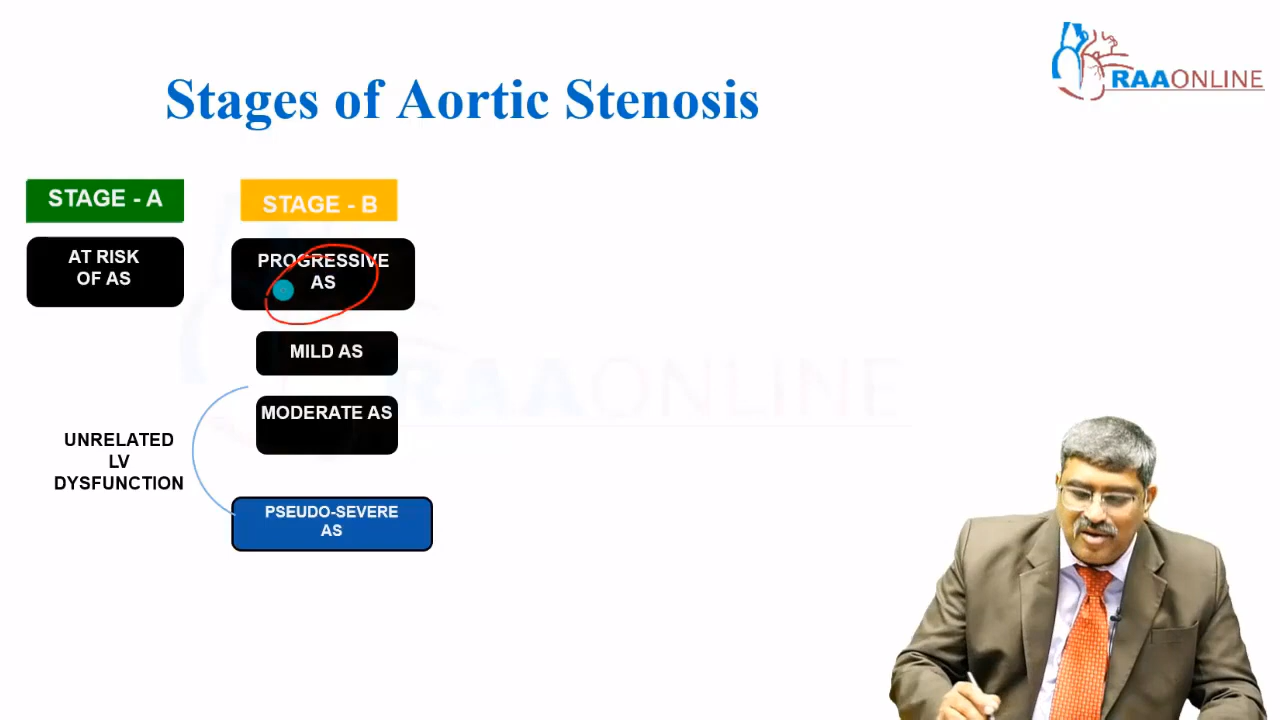 RAAONLINE
Stages of Aortic Stenosis
STAGE - A
STAGE - B
AT RISK
OF AS
PROGRESSIVE
AS
MILD AS
MODERATE AS
UNRELATED
LV
DYSFUNCTION
PSEUDO-SEVERE
AS
RAAONLINE